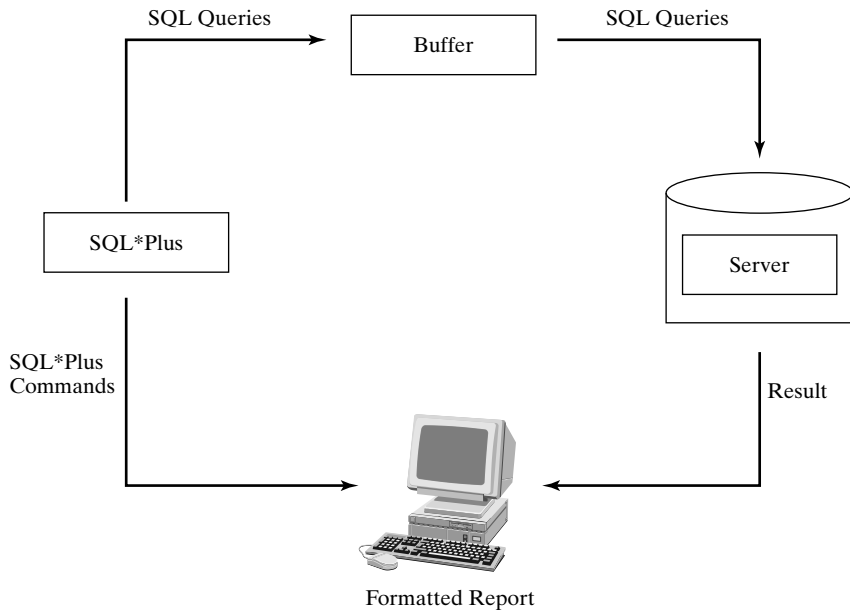 SQL Queries
SQL Queries
Buffer
SQL*Plus
Server
SQL*Plus
Commands
Result
Formatted Report